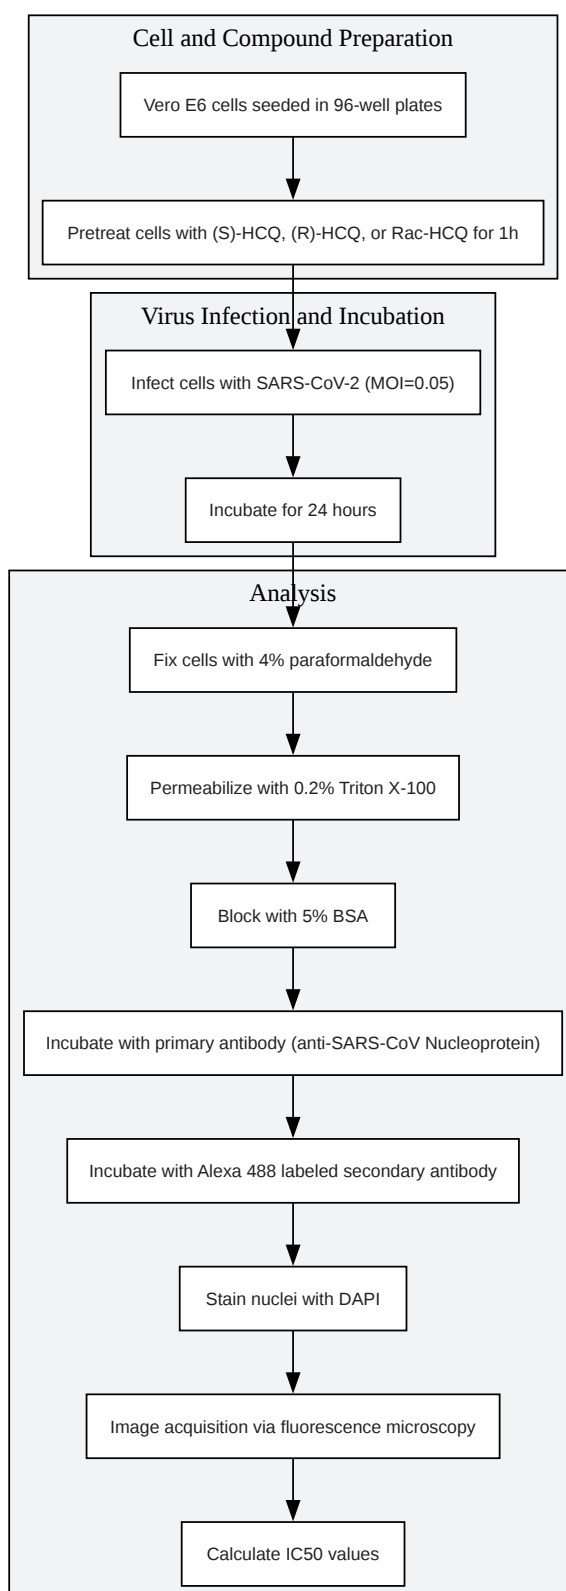 Cell and Compound Preparation
Vero E6 cells seeded in 96-well plates
Pretreat cells with (S)-HCQ, (R)-HCQ, or Rac-HCQ for 1h
Virus Infection and Incubation
Infect cells with SARS-CoV-2 (MOI=0.05)
Incubate for 24 hours
Analysis
Fix cells with 4% paraformaldehyde
Permeabilize with 0.2% Triton X-100
Block with 5% BSA
Incubate with primary antibody (anti-SARS-CoV Nucleoprotein)
Incubate with Alexa 488 labeled secondary antibody
Stain nuclei with DAPI
Image acquisition via fluorescence microscopy
Calculate IC50 values